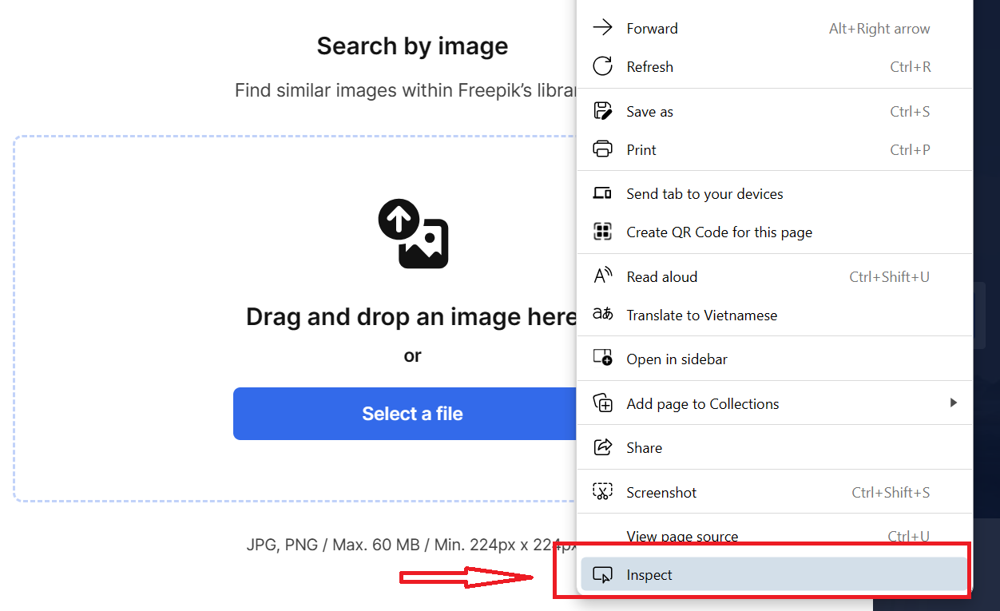 Search by image
Find similar images within Freepik's
Drag and drop an image here
or
Select a file
JPG, PNG / Max. 60 MB / Min. 224px x 224px
Forward Alt+Right arrow
Refresh Ctrl+R
Save as Ctrl+S
Print Ctrl+P
Send tab to your devices
Create QR Code for this page
Read aloud Ctrl+Shift+U
Translate to Vietnamese
Open in sidebar
Add page to Collections
Share
Screenshot Ctrl+Shift+S
View page source Ctrl+U
Inspect